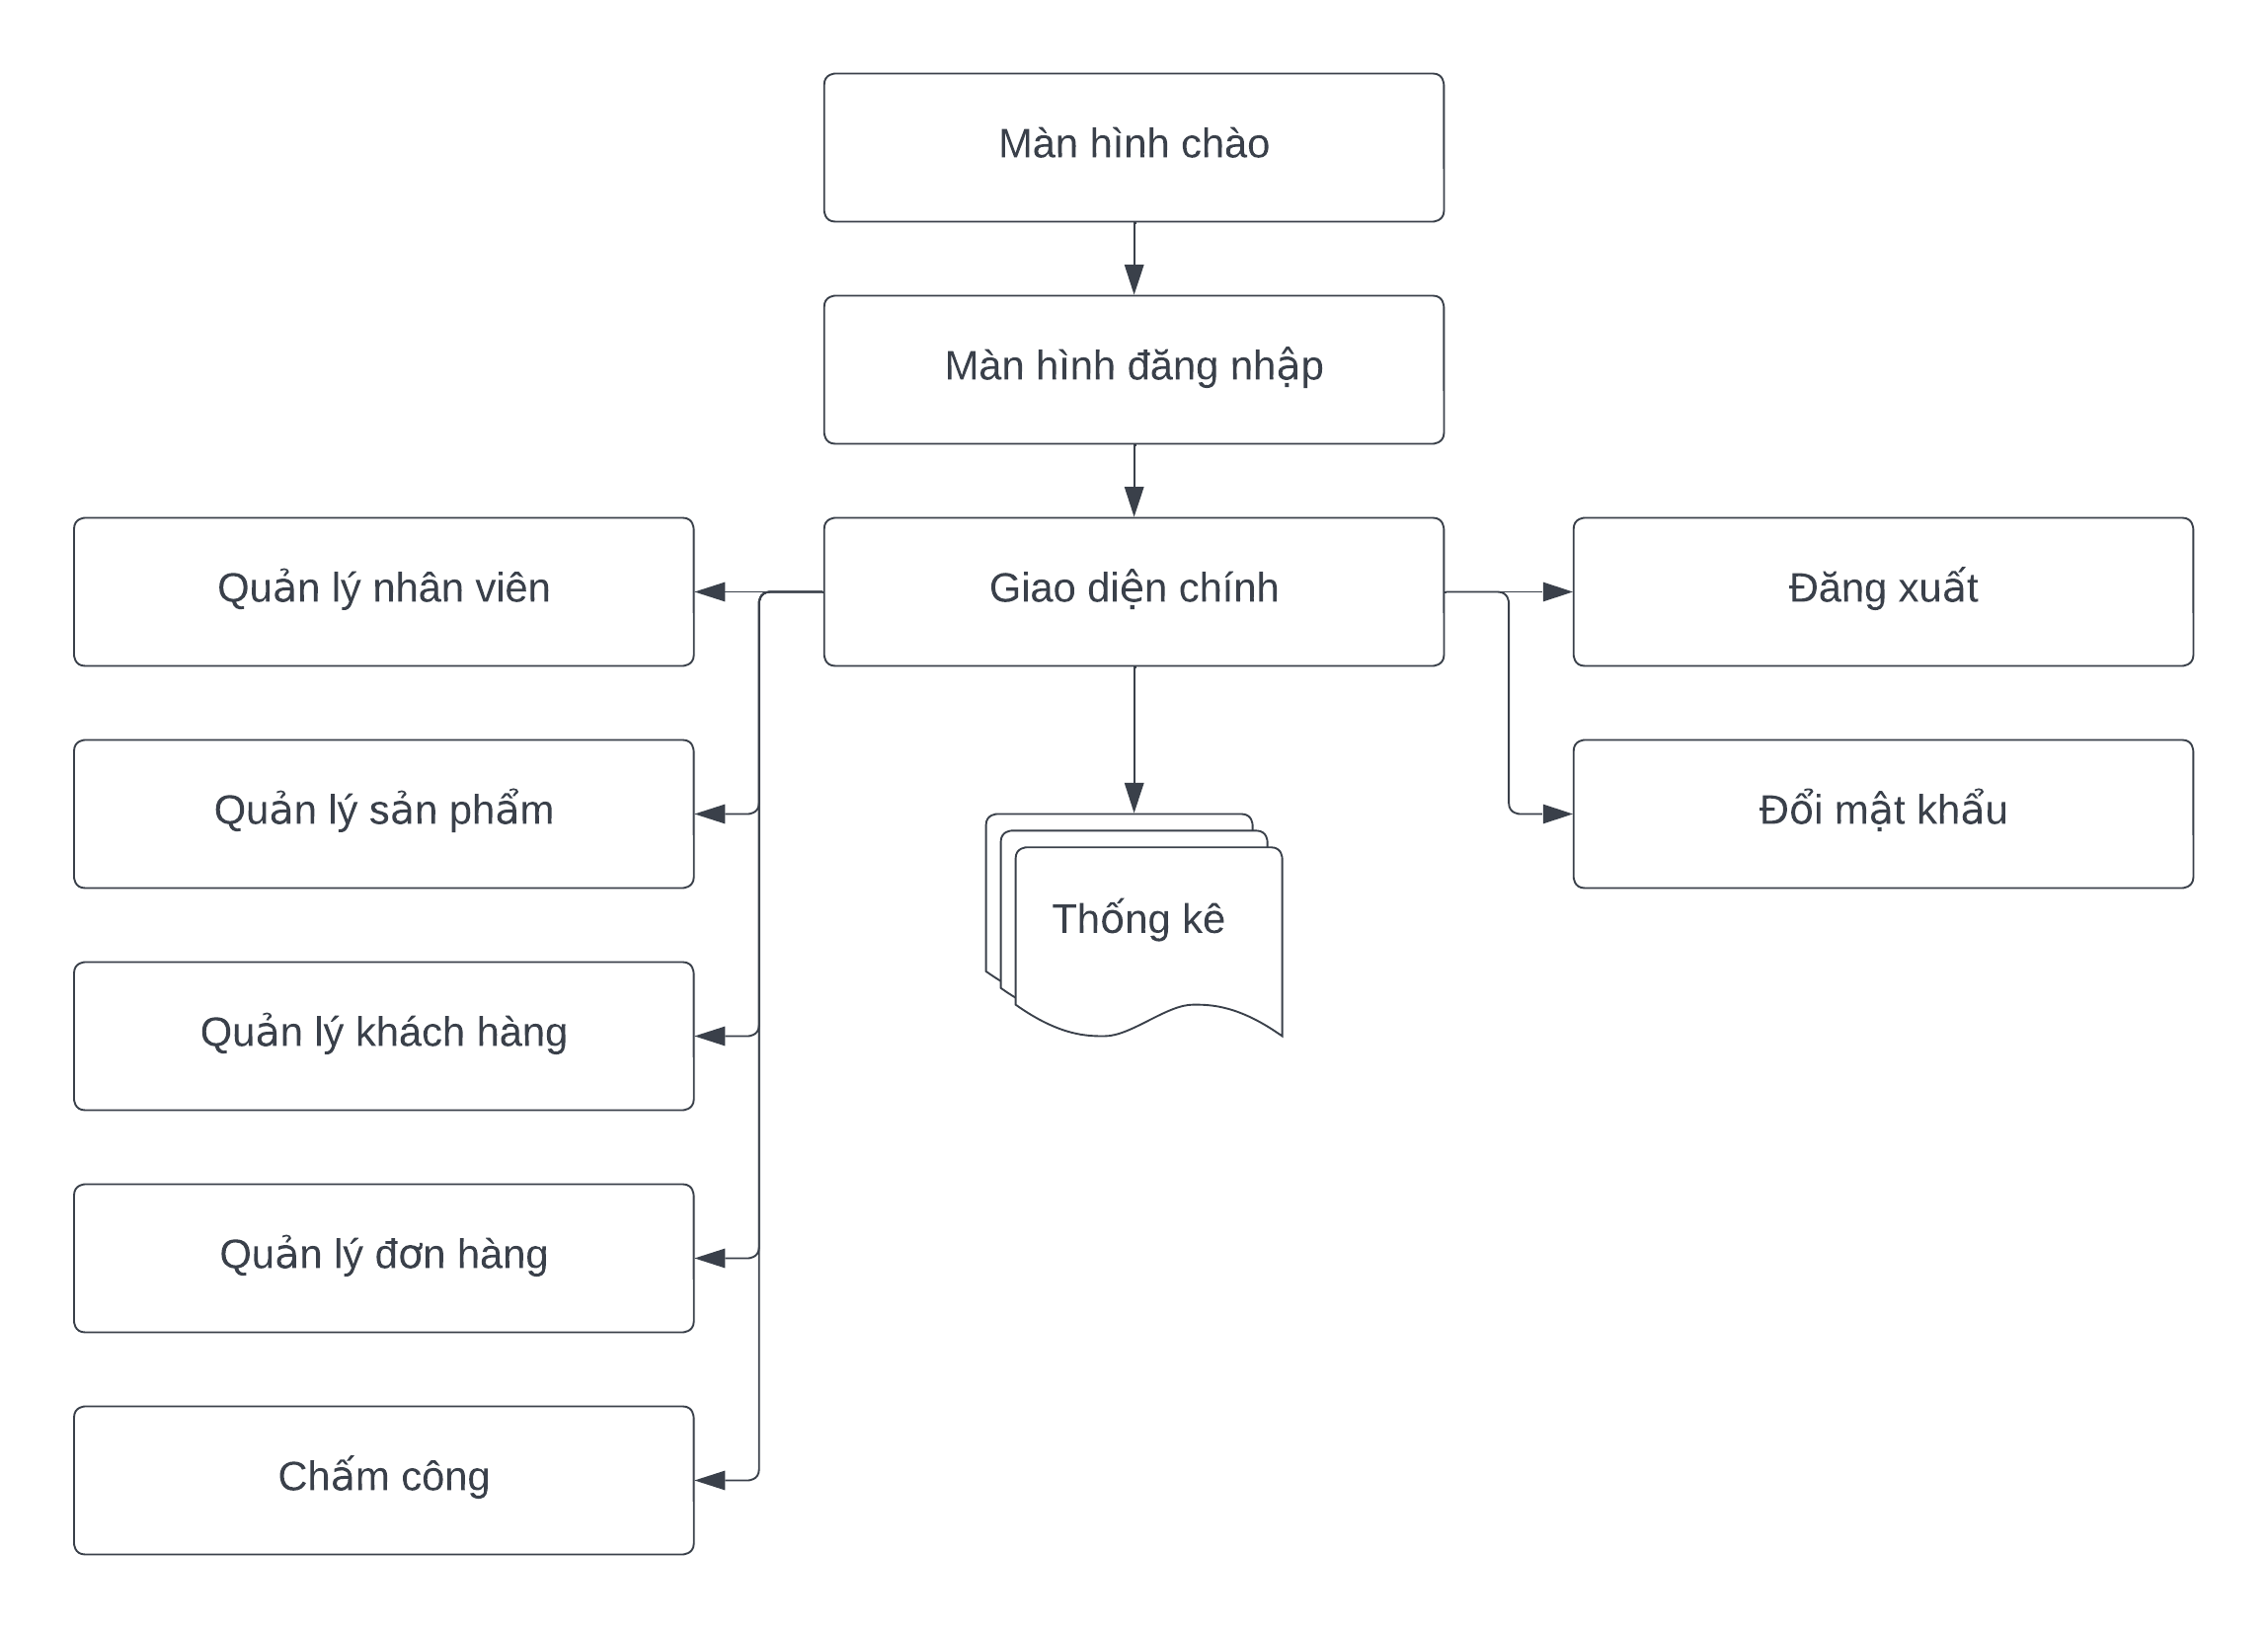 Màn hình chào
Màn hình đăng nhập
Quản lý nhân viên
Giao diện chính
Đăng xuất
Quản lý sản phẩm
Đổi mật khẩu
Thống kê
Quản lý khách hàng
Quản lý đơn hàng
Chấm công